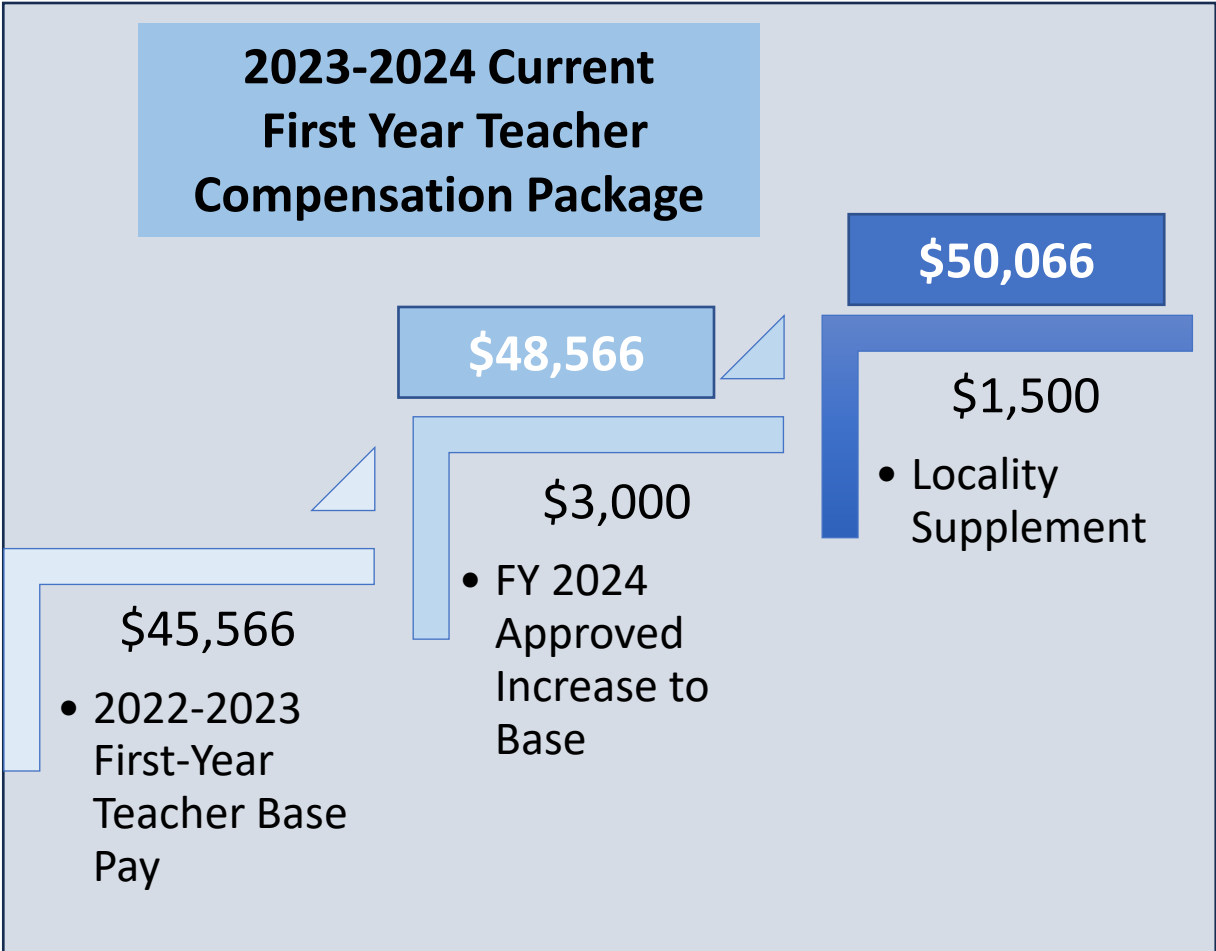 2023-2024 Current
First Year Teacher
Compensation Package
$50,066
$48,566
$1,500
• Locality
Supplement
$3,000
• FY 2024
Approved
Increase to
Base
$45,566
• 2022-2023
First-Year
Teacher Base
Pay